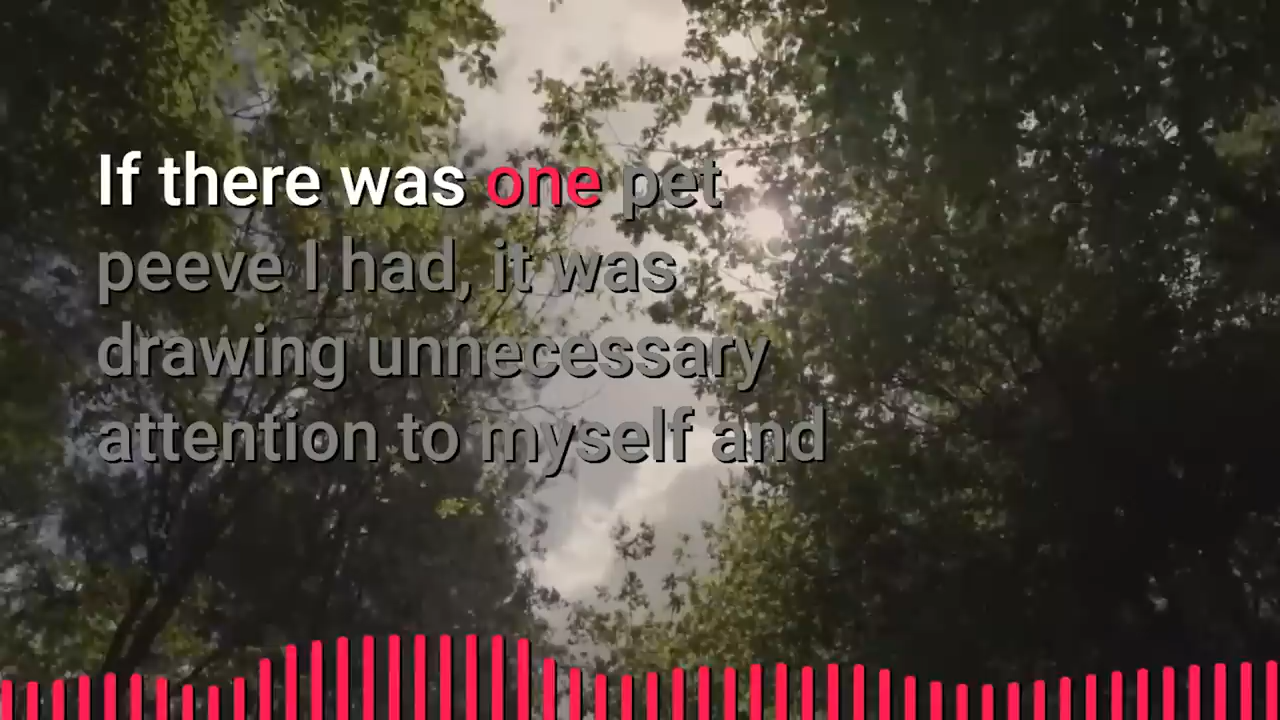 If there was one pet
peeve I had, it was
drawing unnecessary
attention to myself and